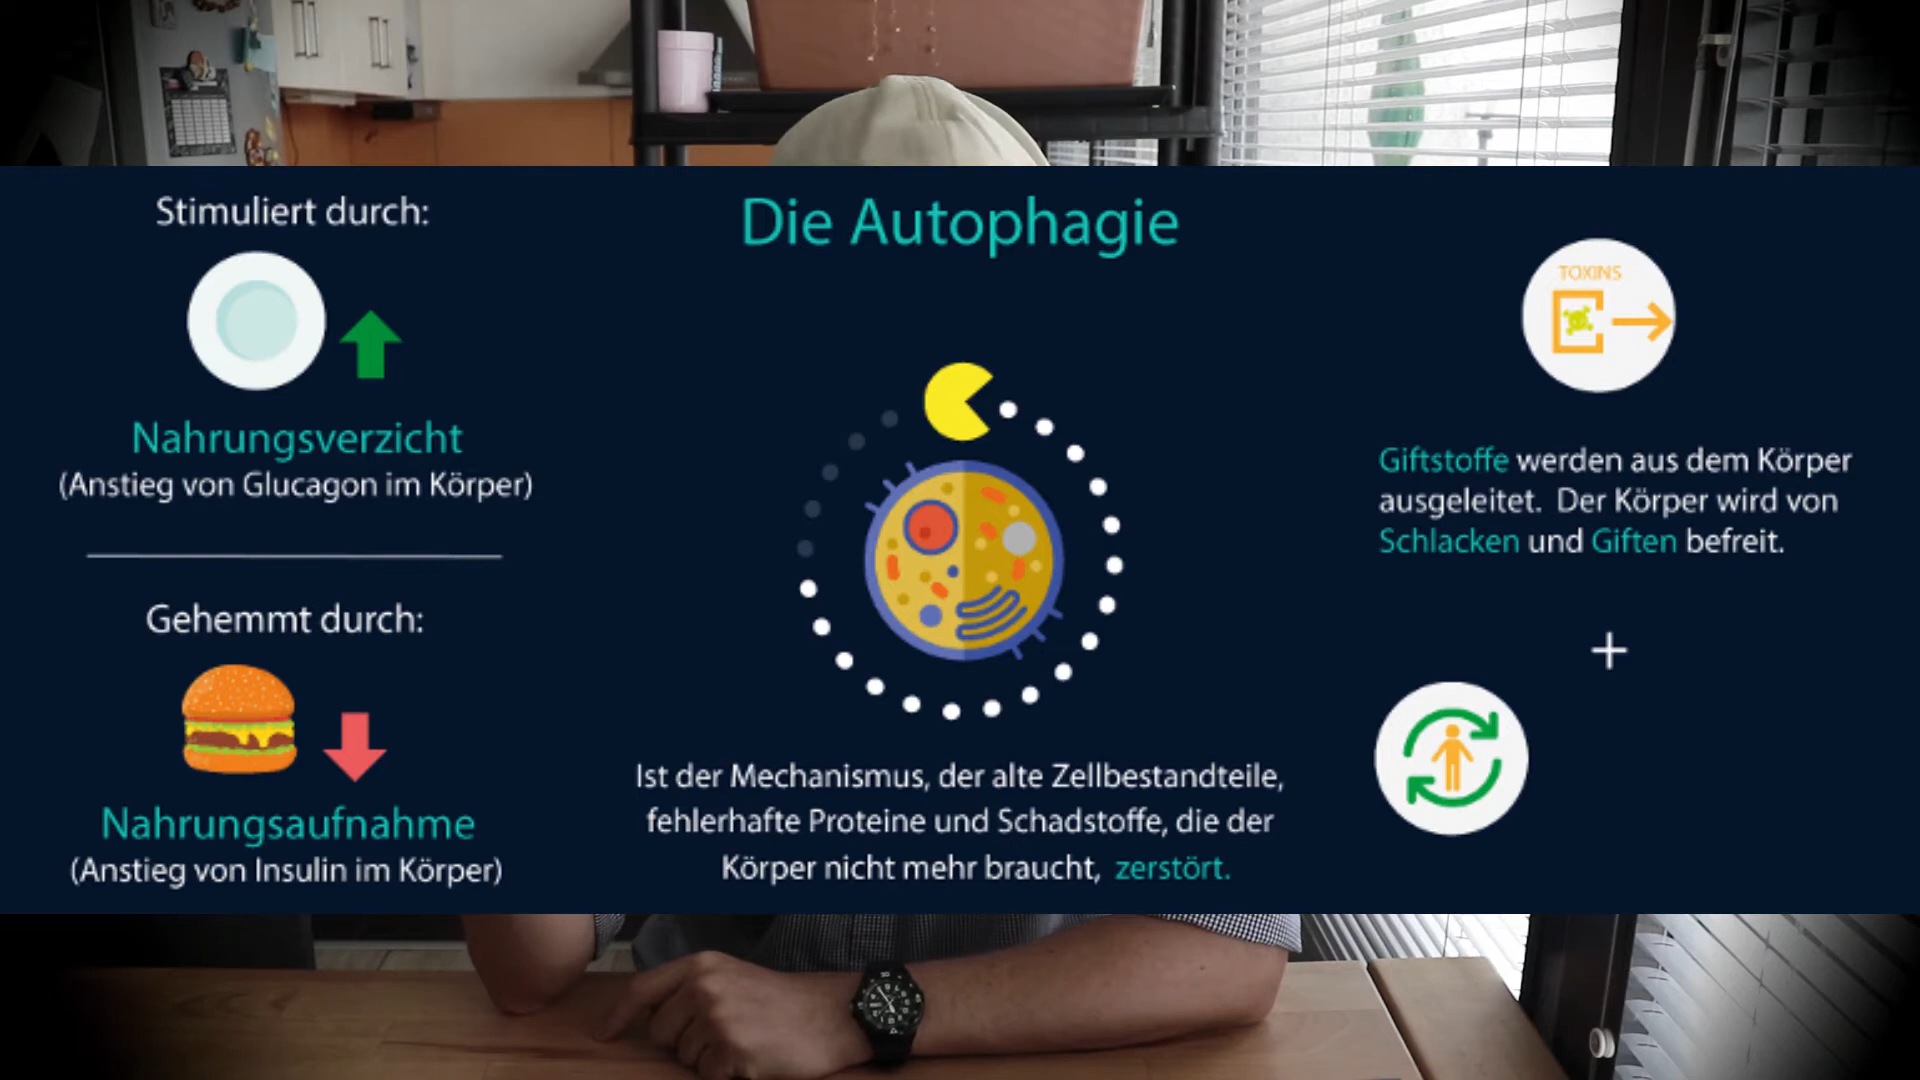 Die Autophagie
Stimuliert durch:
Nahrungsverzicht
(Anstieg von Glucagon im Körper)
Gehemmt durch:
Nahrungsaufnahme
(Anstieg von Insulin im Körper)
Ist der Mechanismus, der alte Zellbestandteile,
fehlerhafte Proteine und Schadstoffe, die der
Körper nicht mehr braucht, zerstört.
TOXINS
Giftstoffe werden aus dem Körper
ausgeleitet. Der Körper wird von
Schlacken und Giften befreit.
+